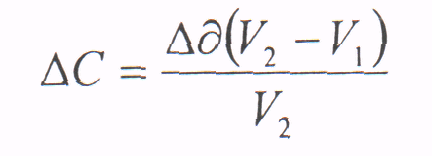 ΔC = Δ∂(V₂ − V₁) / V₂